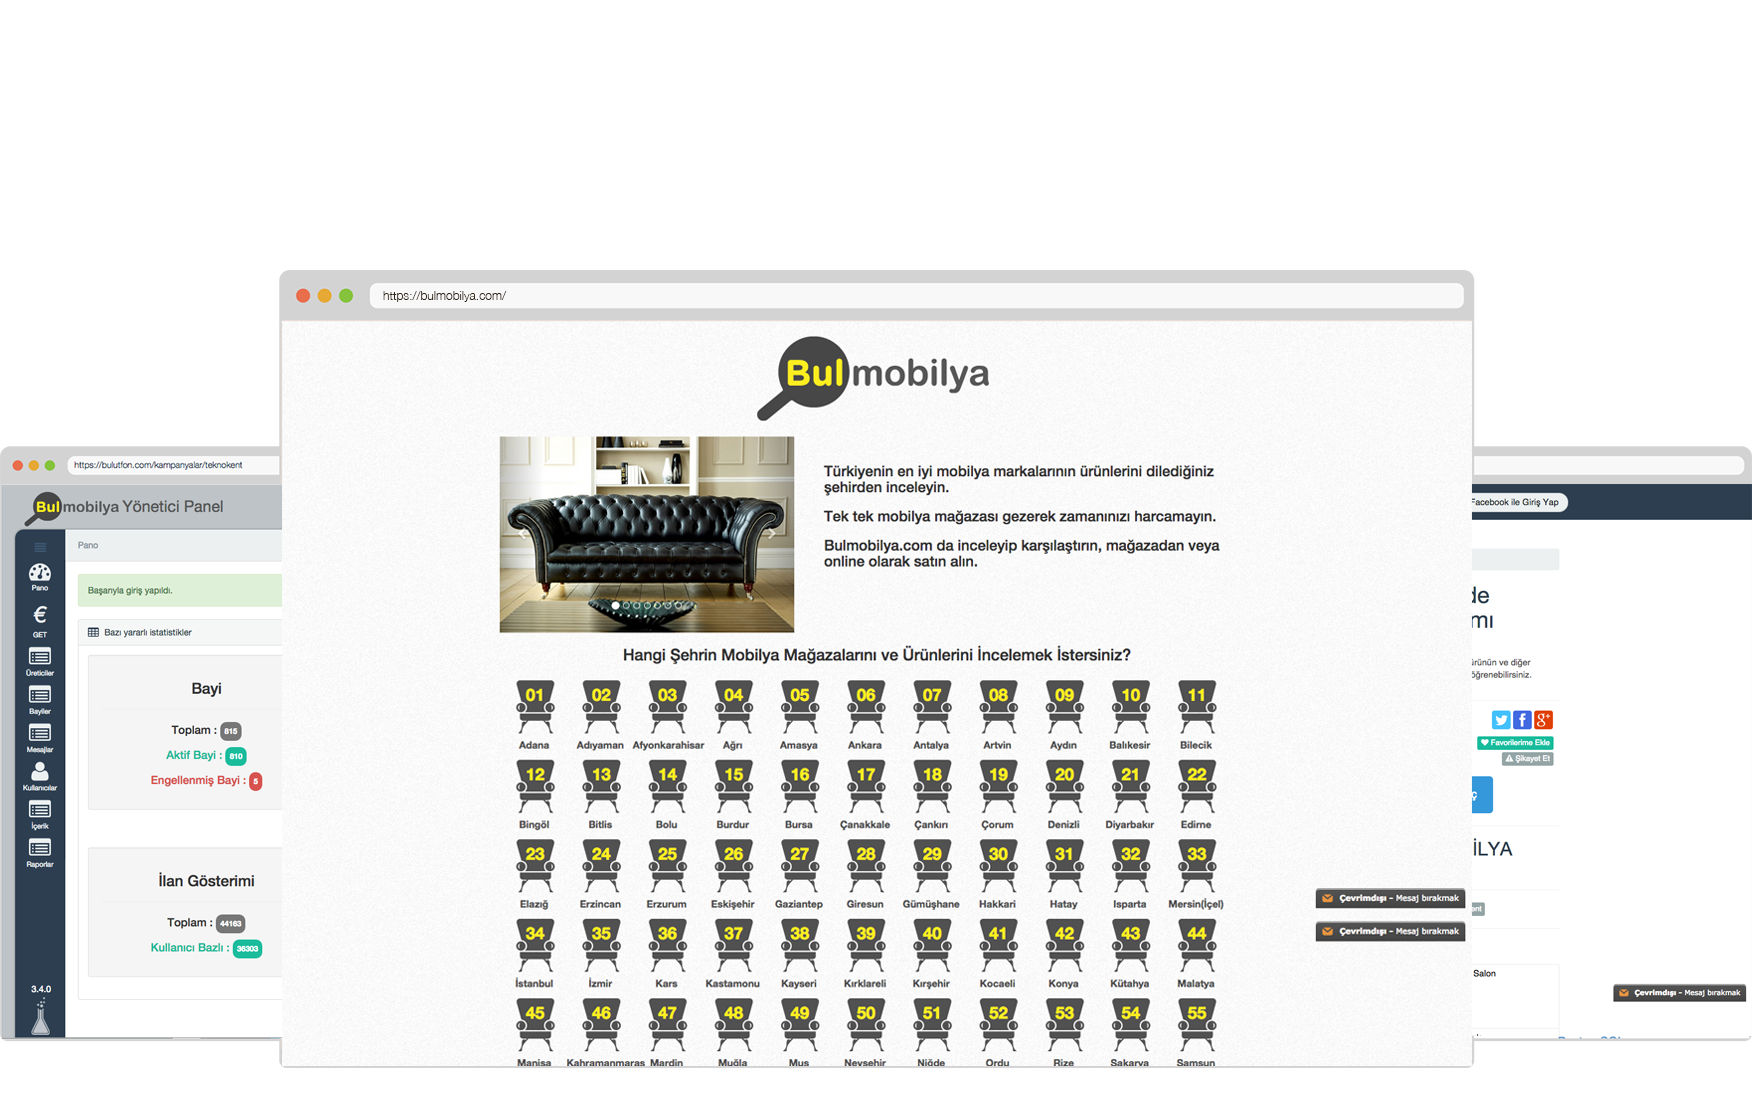 https://bulmobilya.com/
Bulmobilya
Türkiyenin en iyi mobilya markalarının ürünlerini dilediğiniz
şehirden inceleyin.
Tek tek mobilya mağazası gezerek zamanınızı harcamayın.
Bulmobilya.com da inceleyip karşılaştırın, mağazadan veya
online olarak satın alın.
Hangi Şehrin Mobilya Mağazalarını ve Ürünlerini İncelemek İstersiniz?
01 02 03 04 05 06 07 08 09 10 11
Adana Adıyaman Afyonkarahisar Ağrı Amasya Ankara Antalya Artvin Aydın Balıkesir Bilecik
12 13 14 15 16 17 18 19 20 21 22
Bingöl Bitlis Bolu Burdur Bursa Çanakkale Çankırı Çorum Denizli Diyarbakır Edirne
23 24 25 26 27 28 29 30 31 32 33
Elazığ Erzincan Erzurum Eskişehir Gaziantep Giresun Gümüşhane Hakkari Hatay Isparta Mersin(İçel)
34 35 36 37 38 39 40 41 42 43 44
İstanbul İzmir Kars Kastamonu Kayseri Kırklareli Kırşehir Kocaeli Konya Kütahya Malatya
45 46 47 48 49 50 51 52 53 54 55
Manisa Kahramanmaraş Mardin Muğla Muş Nevşehir Niğde Ordu Rize Sakarya Samsun
Çevrimdışı - Mesaj bırakmak
Çevrimdışı - Mesaj bırakmak
https://bulutfon.com/kampanyalar/teknokent
Bulmobilya Yönetici Panel
Pano
GET
Üreticiler
Bayiler
Mesajlar
Kullanıcılar
İçerik
Raporlar
3.4.0
Pano
Başarıyla giriş yapıldı.
Bazı yararlı istatistikler
Bayi
Toplam : 815
Aktif Bayi : 810
Engellenmiş Bayi : 5
İlan Gösterimi
Toplam : 44163
Kullanıcı Bazlı : 36303
Facebook ile Giriş Yap
de
mı
ürünün ve diğer
öğrenebilirsiniz.
Favorilerime Ekle
Şikayet Et
ç
İLYA
Salon
Çevrimdışı - Mesaj bırakmak